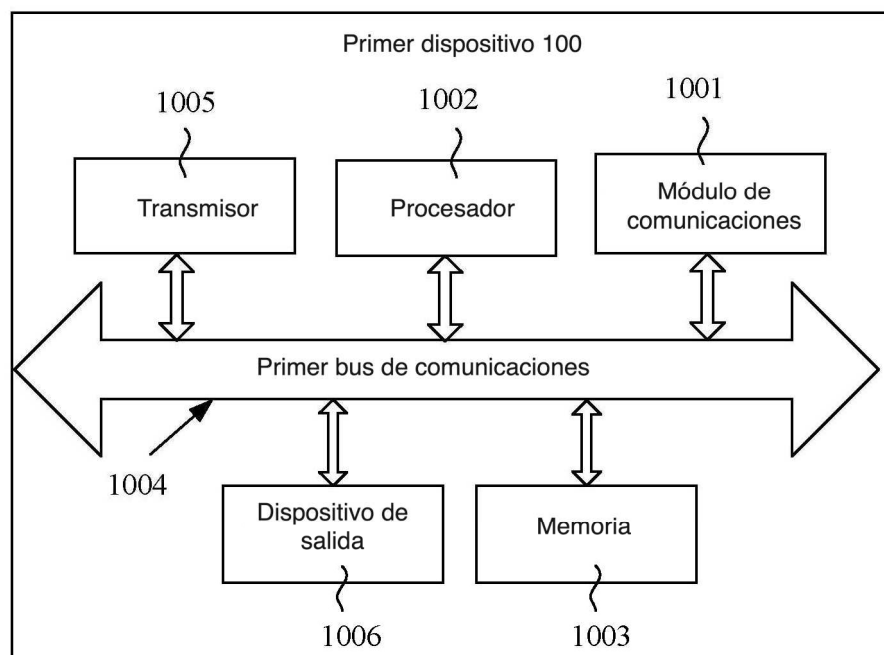 Primer dispositivo 100
1005
1002
1001
Transmisor
Procesador
Módulo de
comunicaciones
Primer bus de comunicaciones
1004
Dispositivo de
salida
Memoria
1006
1003